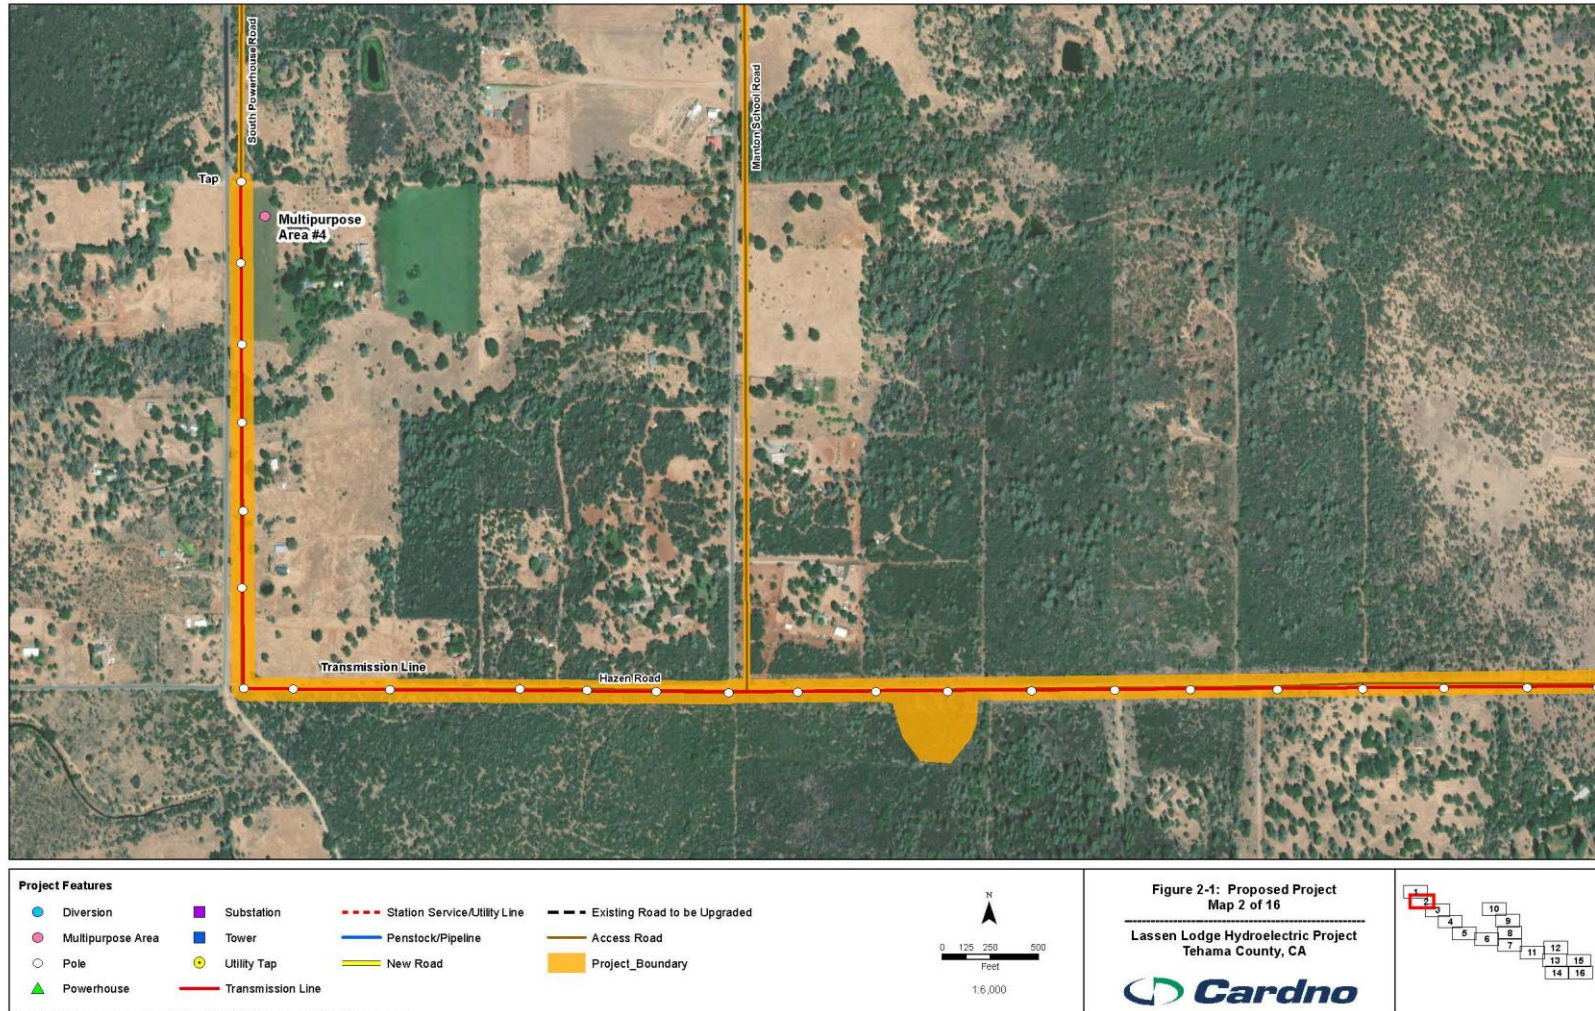 South Powerhouse Road
Manton School Road
Tap
Multipurpose
Area #4
Transmission Line
Hazen Road
Project Features
Diversion
Multipurpose Area
Pole
Powerhouse
Substation
Tower
Utility Tap
Transmission Line
Station Service/Utility Line
Penstock/Pipeline
New Road
Existing Road to be Upgraded
Access Road
Project_Boundary
N
0 125 250 500
Feet
1:6,000
Figure 2-1: Proposed Project
Map 2 of 16
Lassen Lodge Hydroelectric Project
Tehama County, CA
Cardno
1
2
3
4
5
6
7
8
9
10
11
12
13
14
15
16